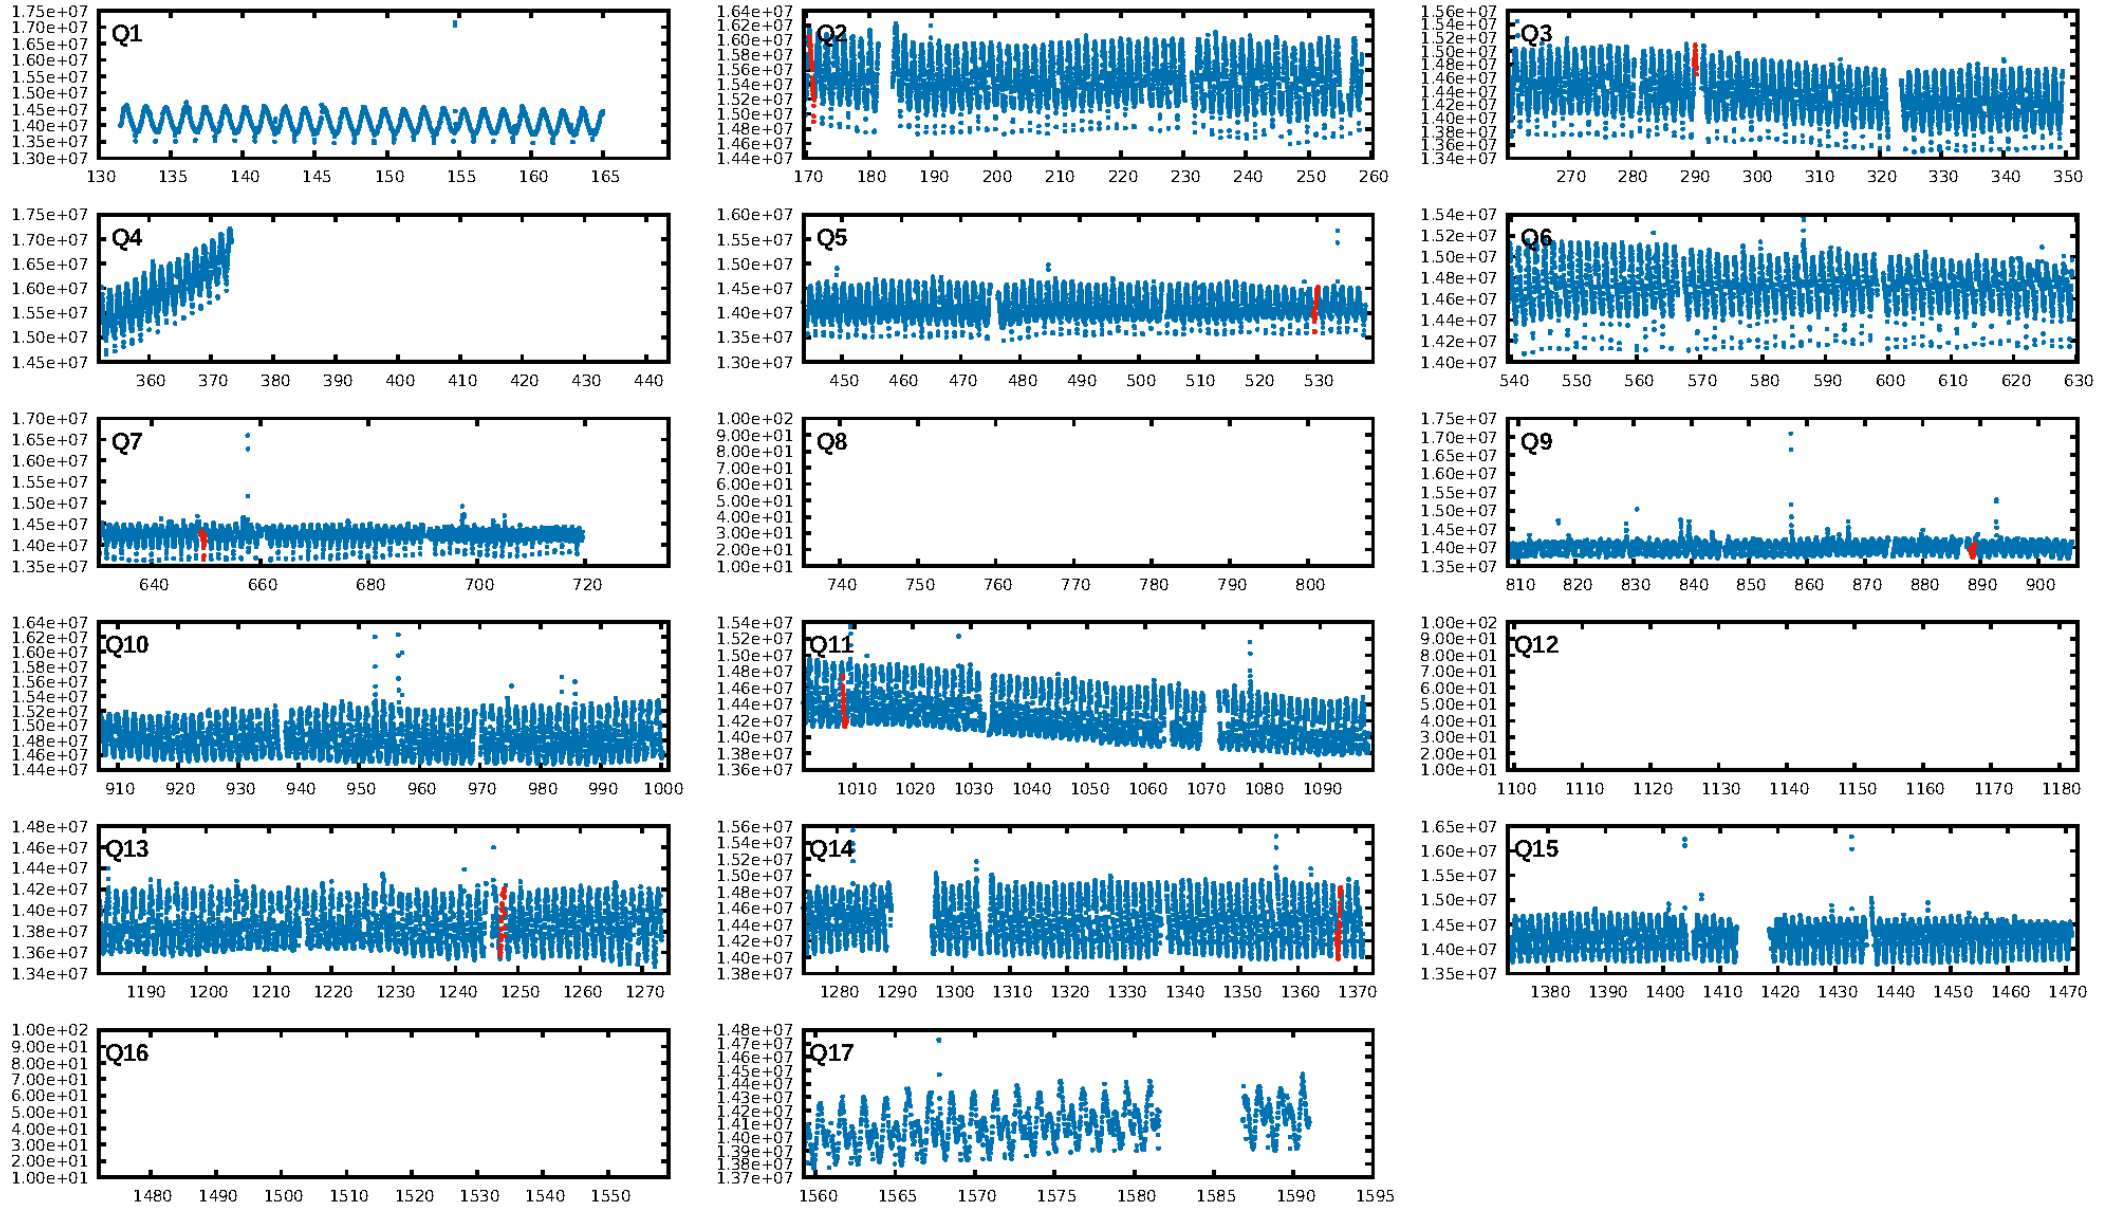 1.75e+07
1.70e+07
1.65e+07
1.60e+07
1.55e+07
1.50e+07
1.45e+07
1.40e+07
1.35e+07
1.30e+07
Q1
130 135 140 145 150 155 160 165
1.64e+07
1.62e+07
1.60e+07
1.58e+07
1.56e+07
1.54e+07
1.52e+07
1.50e+07
1.48e+07
1.46e+07
1.44e+07
Q2
170 180 190 200 210 220 230 240 250 260
1.56e+07
1.54e+07
1.52e+07
1.50e+07
1.48e+07
1.46e+07
1.44e+07
1.42e+07
1.40e+07
1.38e+07
1.36e+07
1.34e+07
Q3
270 280 290 300 310 320 330 340 350
1.75e+07
1.70e+07
1.65e+07
1.60e+07
1.55e+07
1.50e+07
1.45e+07
Q4
360 370 380 390 400 410 420 430 440
1.60e+07
1.55e+07
1.50e+07
1.45e+07
1.40e+07
1.35e+07
1.30e+07
Q5
450 460 470 480 490 500 510 520 530
1.54e+07
1.52e+07
1.50e+07
1.48e+07
1.46e+07
1.44e+07
1.42e+07
1.40e+07
Q6
540 550 560 570 580 590 600 610 620 630
1.70e+07
1.65e+07
1.60e+07
1.55e+07
1.50e+07
1.45e+07
1.40e+07
1.35e+07
Q7
640 660 680 700 720
1.00e+02
9.00e+01
8.00e+01
7.00e+01
6.00e+01
5.00e+01
4.00e+01
3.00e+01
2.00e+01
1.00e+01
Q8
740 750 760 770 780 790 800
1.75e+07
1.70e+07
1.65e+07
1.60e+07
1.55e+07
1.50e+07
1.45e+07
1.40e+07
1.35e+07
Q9
810 820 830 840 850 860 870 880 890 900
1.64e+07
1.62e+07
1.60e+07
1.58e+07
1.56e+07
1.54e+07
1.52e+07
1.50e+07
1.48e+07
1.46e+07
1.44e+07
Q10
910 920 930 940 950 960 970 980 990 1000
1.54e+07
1.52e+07
1.50e+07
1.48e+07
1.46e+07
1.44e+07
1.42e+07
1.40e+07
1.38e+07
1.36e+07
Q11
1010 1020 1030 1040 1050 1060 1070 1080 1090
1.00e+02
9.00e+01
8.00e+01
7.00e+01
6.00e+01
5.00e+01
4.00e+01
3.00e+01
2.00e+01
1.00e+01
Q12
1100 1110 1120 1130 1140 1150 1160 1170 1180
1.48e+07
1.46e+07
1.44e+07
1.42e+07
1.40e+07
1.38e+07
1.36e+07
1.34e+07
Q13
1190 1200 1210 1220 1230 1240 1250 1260 1270
1.56e+07
1.54e+07
1.52e+07
1.50e+07
1.48e+07
1.46e+07
1.44e+07
1.42e+07
1.40e+07
1.38e+07
Q14
1280 1290 1300 1310 1320 1330 1340 1350 1360 1370
1.65e+07
1.60e+07
1.55e+07
1.50e+07
1.45e+07
1.40e+07
1.35e+07
Q15
1380 1390 1400 1410 1420 1430 1440 1450 1460 1470
1.00e+02
9.00e+01
8.00e+01
7.00e+01
6.00e+01
5.00e+01
4.00e+01
3.00e+01
2.00e+01
1.00e+01
Q16
1480 1490 1500 1510 1520 1530 1540 1550
1.48e+07
1.47e+07
1.46e+07
1.45e+07
1.44e+07
1.43e+07
1.42e+07
1.41e+07
1.40e+07
1.39e+07
1.38e+07
1.37e+07
Q17
1560 1565 1570 1575 1580 1585 1590 1595